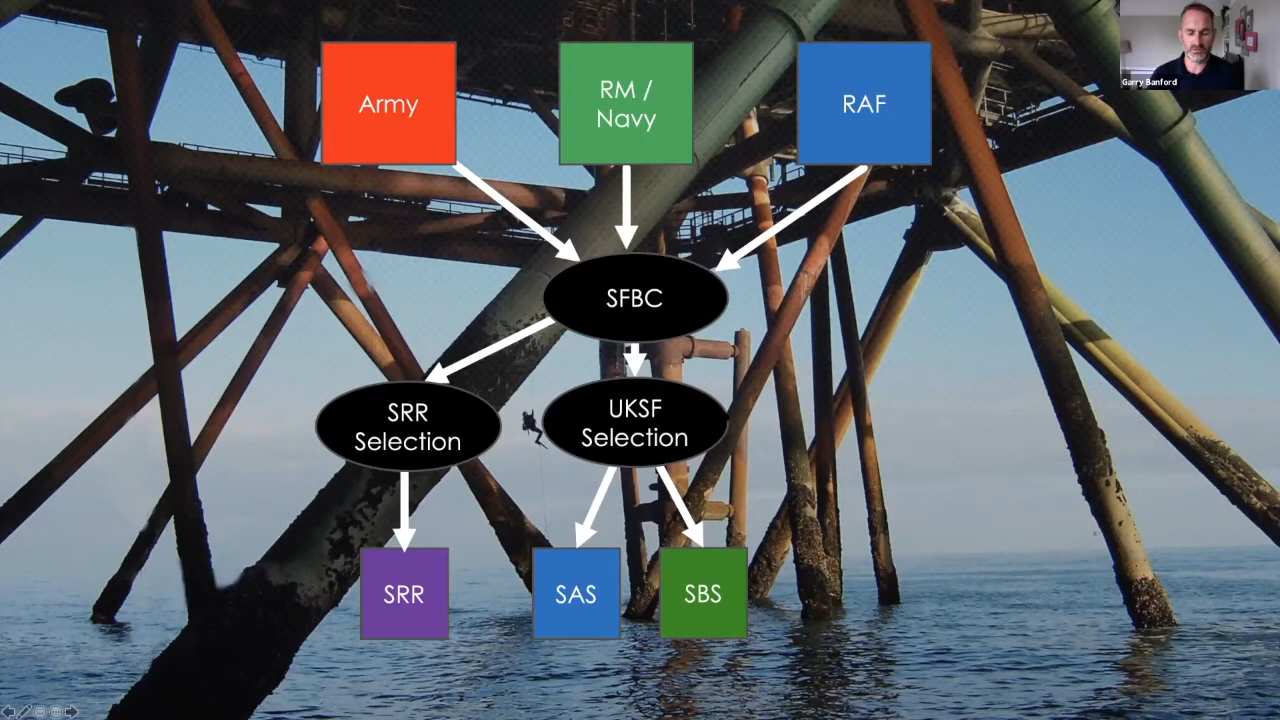 Army
RM /
Navy
RAF
Garry Banford
SFBC
SRR
Selection
UKSF
Selection
SRR
SAS
SBS